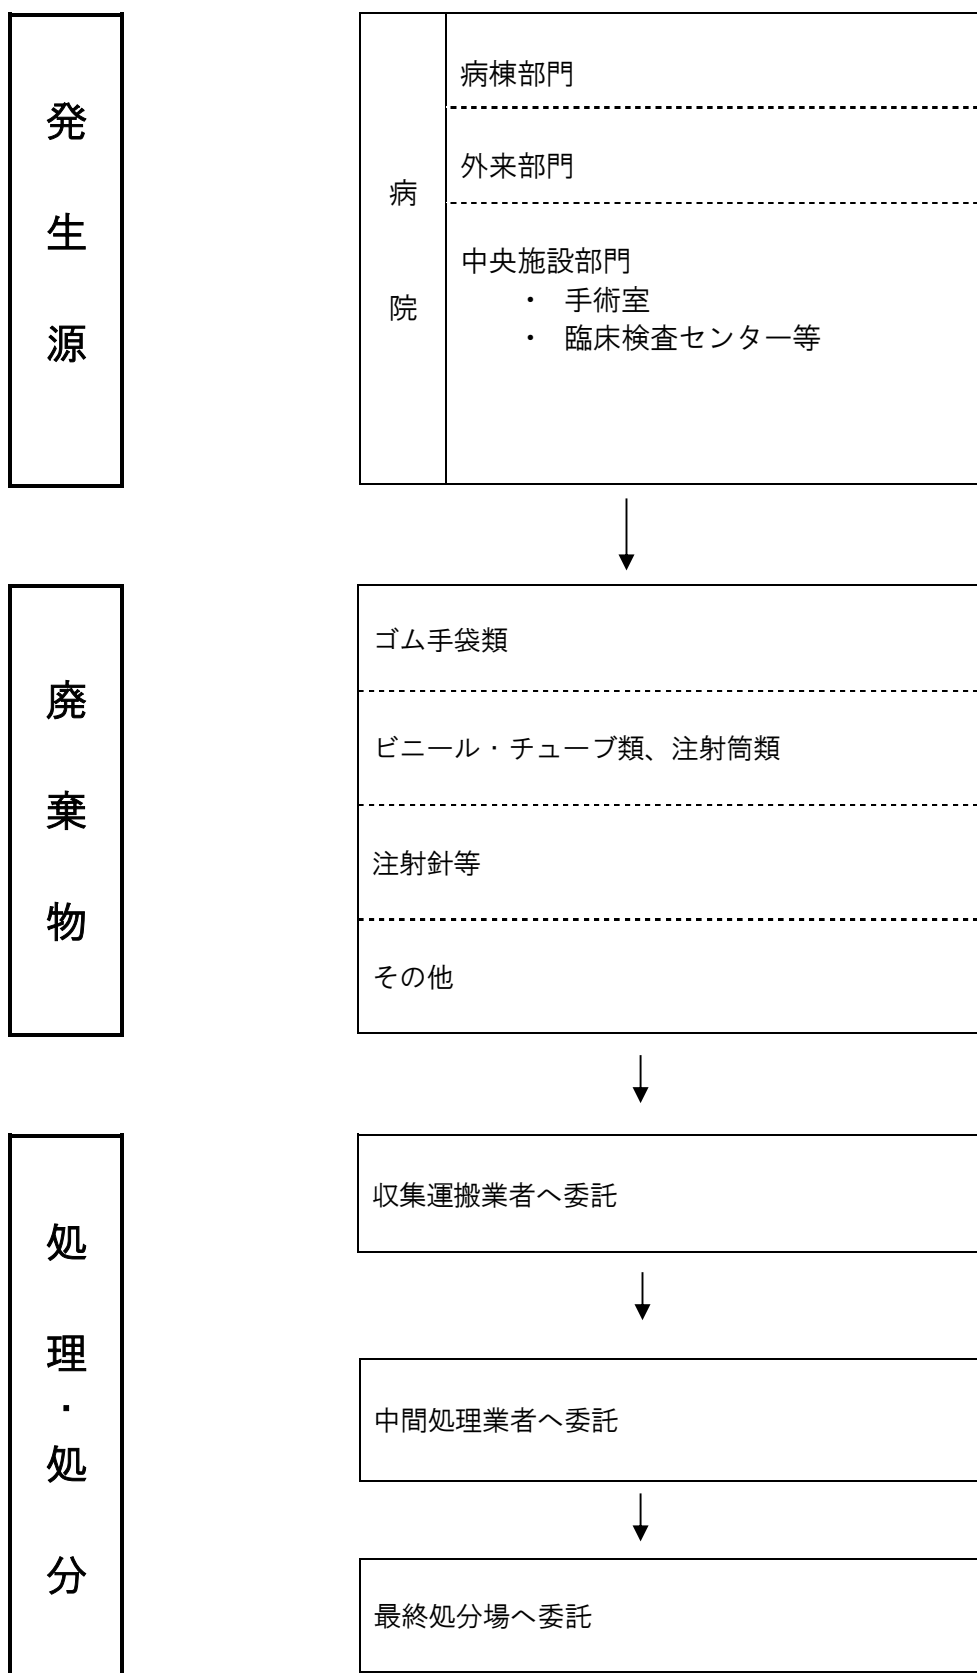 発生源
病院
病棟部門
外来部門
中央施設部門
・ 手術室
・ 臨床検査センター等
廃棄物
ゴム手袋類
ビニール・チューブ類、注射筒類
注射針等
その他
処理・処分
収集運搬業者へ委託
中間処理業者へ委託
最終処分場へ委託